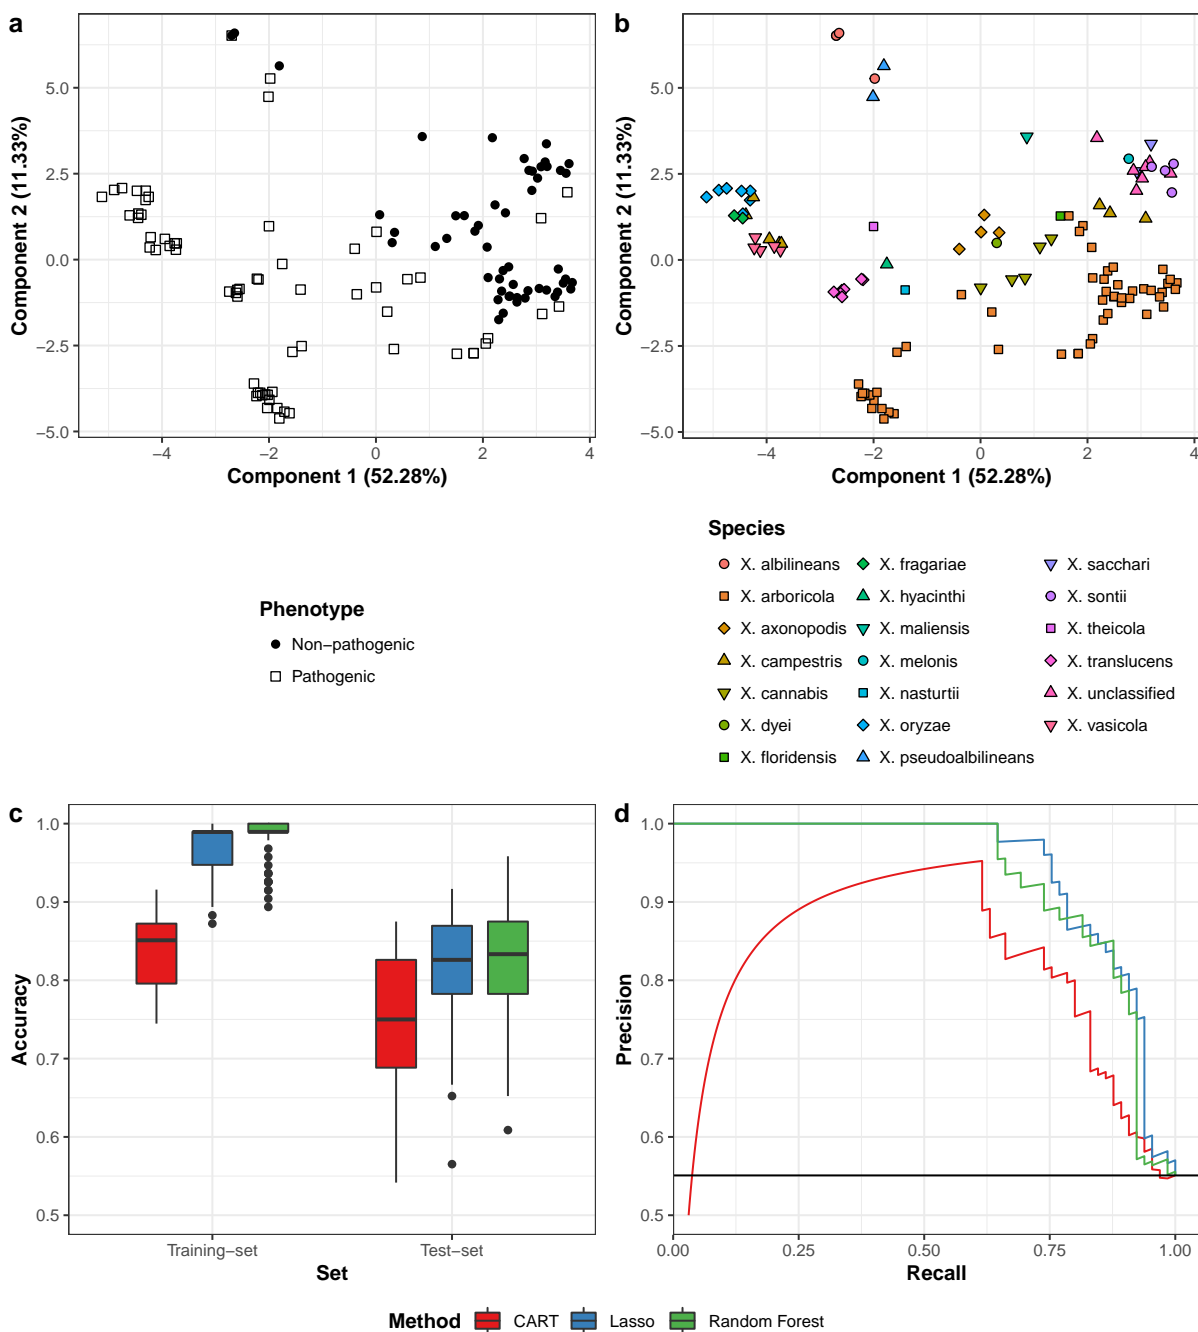 a
Component 2 (11.33%)
5.0
2.5
0.0
−2.5
−5.0
−4
−2
0
2
4
Component 1 (52.28%)
b
Component 2 (11.33%)
5.0
2.5
0.0
−2.5
−5.0
−4
−2
0
2
4
Component 1 (52.28%)
Phenotype
Non−pathogenic
Pathogenic
Species
X. albilineans
X. arboricola
X. axonopodis
X. campestris
X. cannabis
X. dyei
X. floridensis
X. fragariae
X. hyacinthi
X. maliensis
X. melonis
X. nasturtii
X. oryzae
X. pseudoalbilineans
X. sacchari
X. sontii
X. theicola
X. translucens
X. unclassified
X. vasicola
c
Accuracy
1.0
0.9
0.8
0.7
0.6
0.5
Training−set
Test−set
Set
d
Precision
1.0
0.9
0.8
0.7
0.6
0.5
0.00
0.25
0.50
0.75
1.00
Recall
Method
CART
Lasso
Random Forest